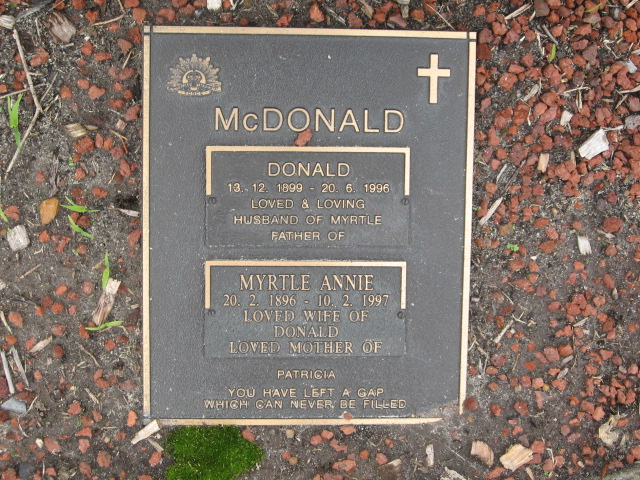 McDONALD
DONALD
13. 12. 1899 - 20. 6. 1996
LOVED & LOVING
HUSBAND OF MYRTLE
FATHER OF
MYRTLE ANNIE
20. 2. 1896 - 10. 2. 1997
LOVED WIFE OF
DONALD
LOVED MOTHER OF
PATRICIA
YOU HAVE LEFT A GAP
WHICH CAN NEVER BE FILLED